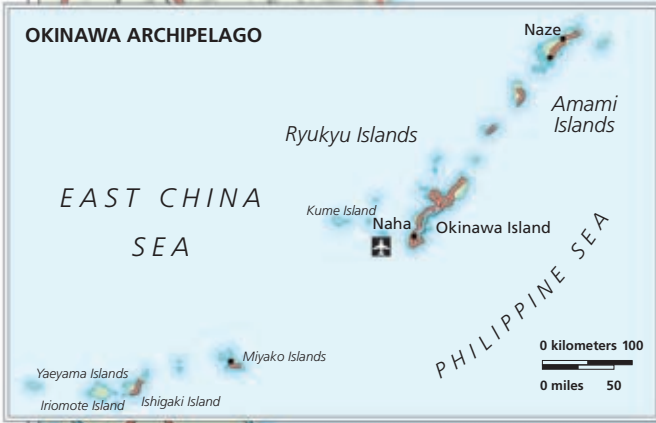 OKINAWA ARCHIPELAGO
Naze
Amami
Islands
Ryukyu Islands
EAST CHINA
SEA
Kume Island
Naha
Okinawa Island
PHILIPPINE SEA
Miyako Islands
0 kilometers 100
0 miles 50
Yaeyama Islands
Iriomote Island
Ishigaki Island